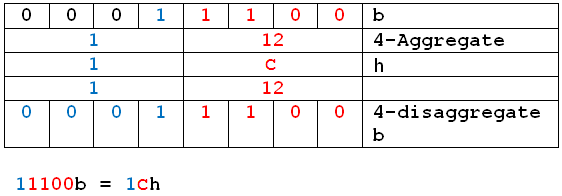 0 0 0 1 1 1 0 0 b
1 12 4-Aggregate
1 C h
1 12
0 0 0 1 1 1 0 0 4-disaggregate
b
11100b = 1Ch